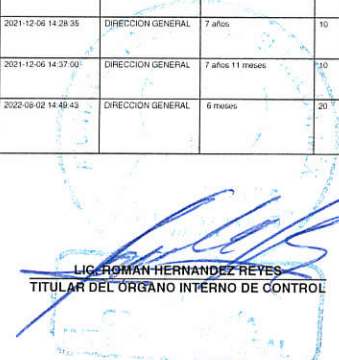 2021-12-06 14:28:35 DIRECCION GENERAL 7 años 10
2021-12-06 14:37:00 DIRECCION GENERAL 7 años 11 meses 10
2022-08-02 14:49:43 DIRECCION GENERAL 6 meses 20
LIC. ROMAN HERNANDEZ REYES
TITULAR DEL ORGANO INTERNO DE CONTROL